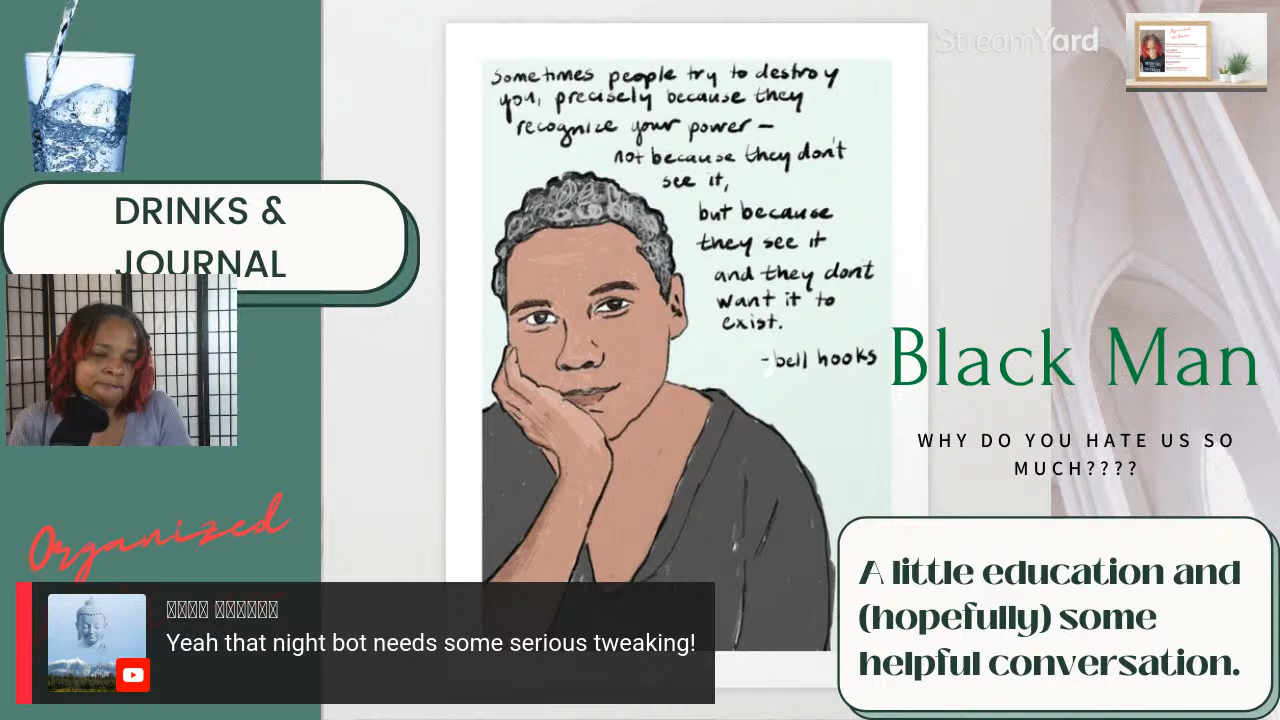 StreamYard
DRINKS &
JOURNAL
Sometimes people try to destroy
you, precisely because they
recognize your power –
not because they don't
see it,
but because
they see it
and they dont
want it to
exist.
-bell hooks
Black Man
WHY DO YOU HATE US SO
MUCH????
A little education and
(hopefully) some
helpful conversation.
Organized
Yeah that night bot needs some serious tweaking!